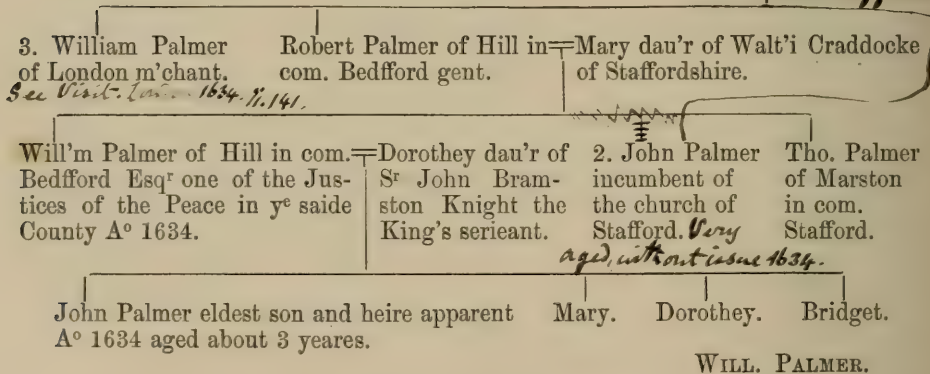 3. William Palmer
of London m'chant.
See Visit. 1634. 141.
Robert Palmer of Hill in
com. Bedfford gent.
Mary dau'r of Walt'i Craddocke
of Staffordshire.
Will'm Palmer of Hill in com.
Bedfford Esqʳ one of the Jus-
tices of the Peace in yᵉ saide
County Aᵒ 1634.
Dorothey dau'r of
Sʳ John Bram-
ston Knight the
King's serieant.
2. John Palmer
incumbent of
the church of
Stafford. Very
aged, without issue 1634.
Tho. Palmer
of Marston
in com.
Stafford.
John Palmer eldest son and heire apparent
Aᵒ 1634 aged about 3 yeares.
Mary.
Dorothey.
Bridget.
WILL. PALMER.